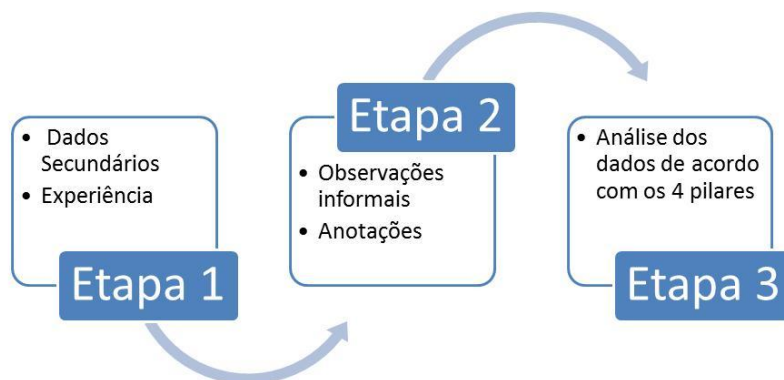 • Dados
Secundários
• Experiência
Etapa 1
Etapa 2
• Observações
informais
• Anotações
• Análise dos
dados de acordo
com os 4 pilares
Etapa 3